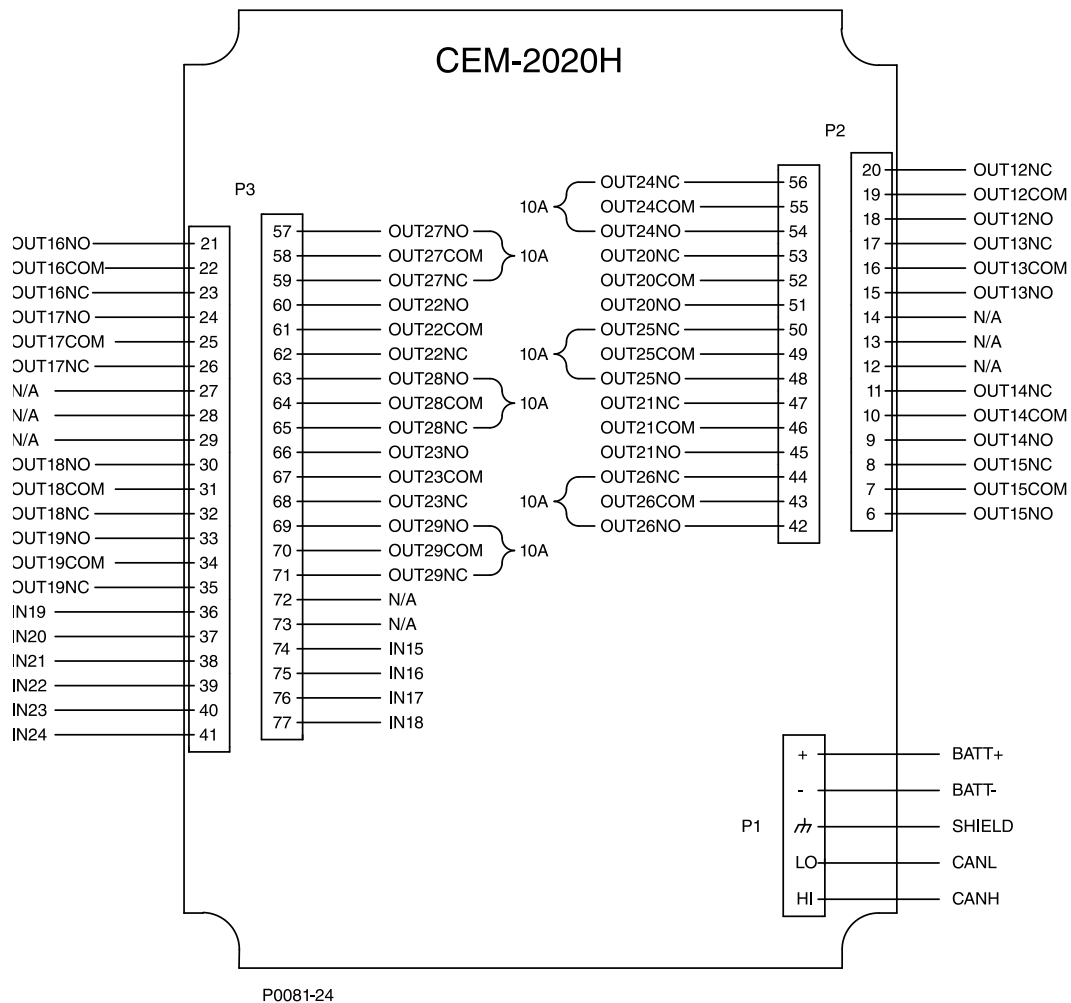 CEM-2020H
P2
P3
20 OUT12NC
19 OUT12COM
18 OUT12NO
17 OUT13NC
16 OUT13COM
15 OUT13NO
14 N/A
13 N/A
12 N/A
11 OUT14NC
10 OUT14COM
9 OUT14NO
8 OUT15NC
7 OUT15COM
6 OUT15NO
OUT24NC 56
10A OUT24COM 55
OUT24NO 54
OUT20NC 53
OUT20COM 52
OUT20NO 51
OUT25NC 50
10A OUT25COM 49
OUT25NO 48
OUT21NC 47
OUT21COM 46
OUT21NO 45
OUT26NC 44
10A OUT26COM 43
OUT26NO 42
57 OUT27NO
58 OUT27COM 10A
59 OUT27NC
60 OUT22NO
61 OUT22COM
62 OUT22NC
63 OUT28NO
64 OUT28COM 10A
65 OUT28NC
66 OUT23NO
67 OUT23COM
68 OUT23NC
69 OUT29NO
70 OUT29COM 10A
71 OUT29NC
72 N/A
73 N/A
74 IN15
75 IN16
76 IN17
77 IN18
OUT16NO 21
OUT16COM 22
OUT16NC 23
OUT17NO 24
OUT17COM 25
OUT17NC 26
N/A 27
N/A 28
N/A 29
OUT18NO 30
OUT18COM 31
OUT18NC 32
OUT19NO 33
OUT19COM 34
OUT19NC 35
IN19 36
IN20 37
IN21 38
IN22 39
IN23 40
IN24 41
P1
+ BATT+
- BATT-
SHIELD
LO CANL
HI CANH
P0081-24